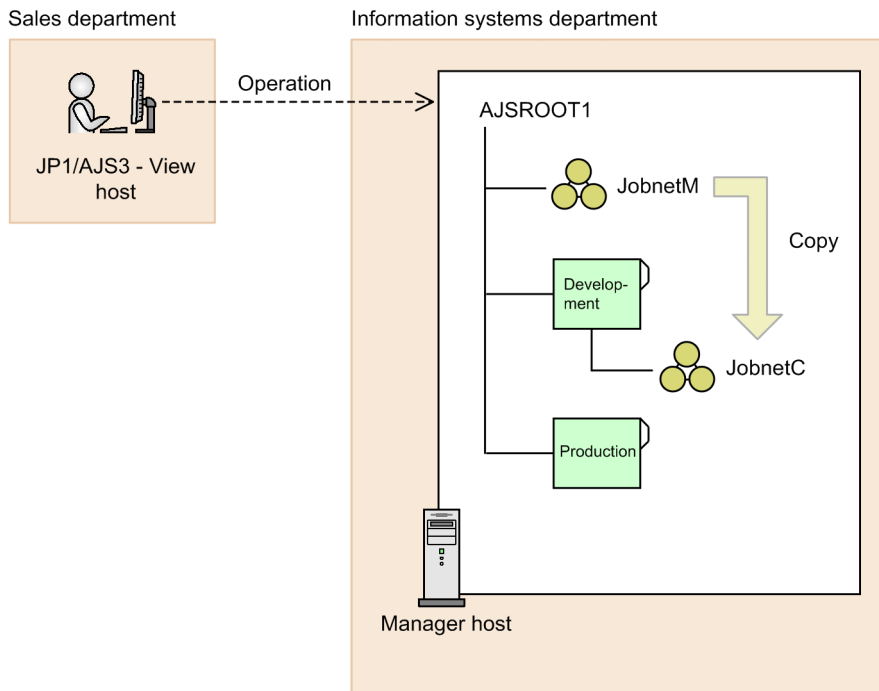 Sales department
Information systems department
Operation
JP1/AJS3 - View
host
AJSROOT1
JobnetM
Copy
Develop-
ment
JobnetC
Production
Manager host